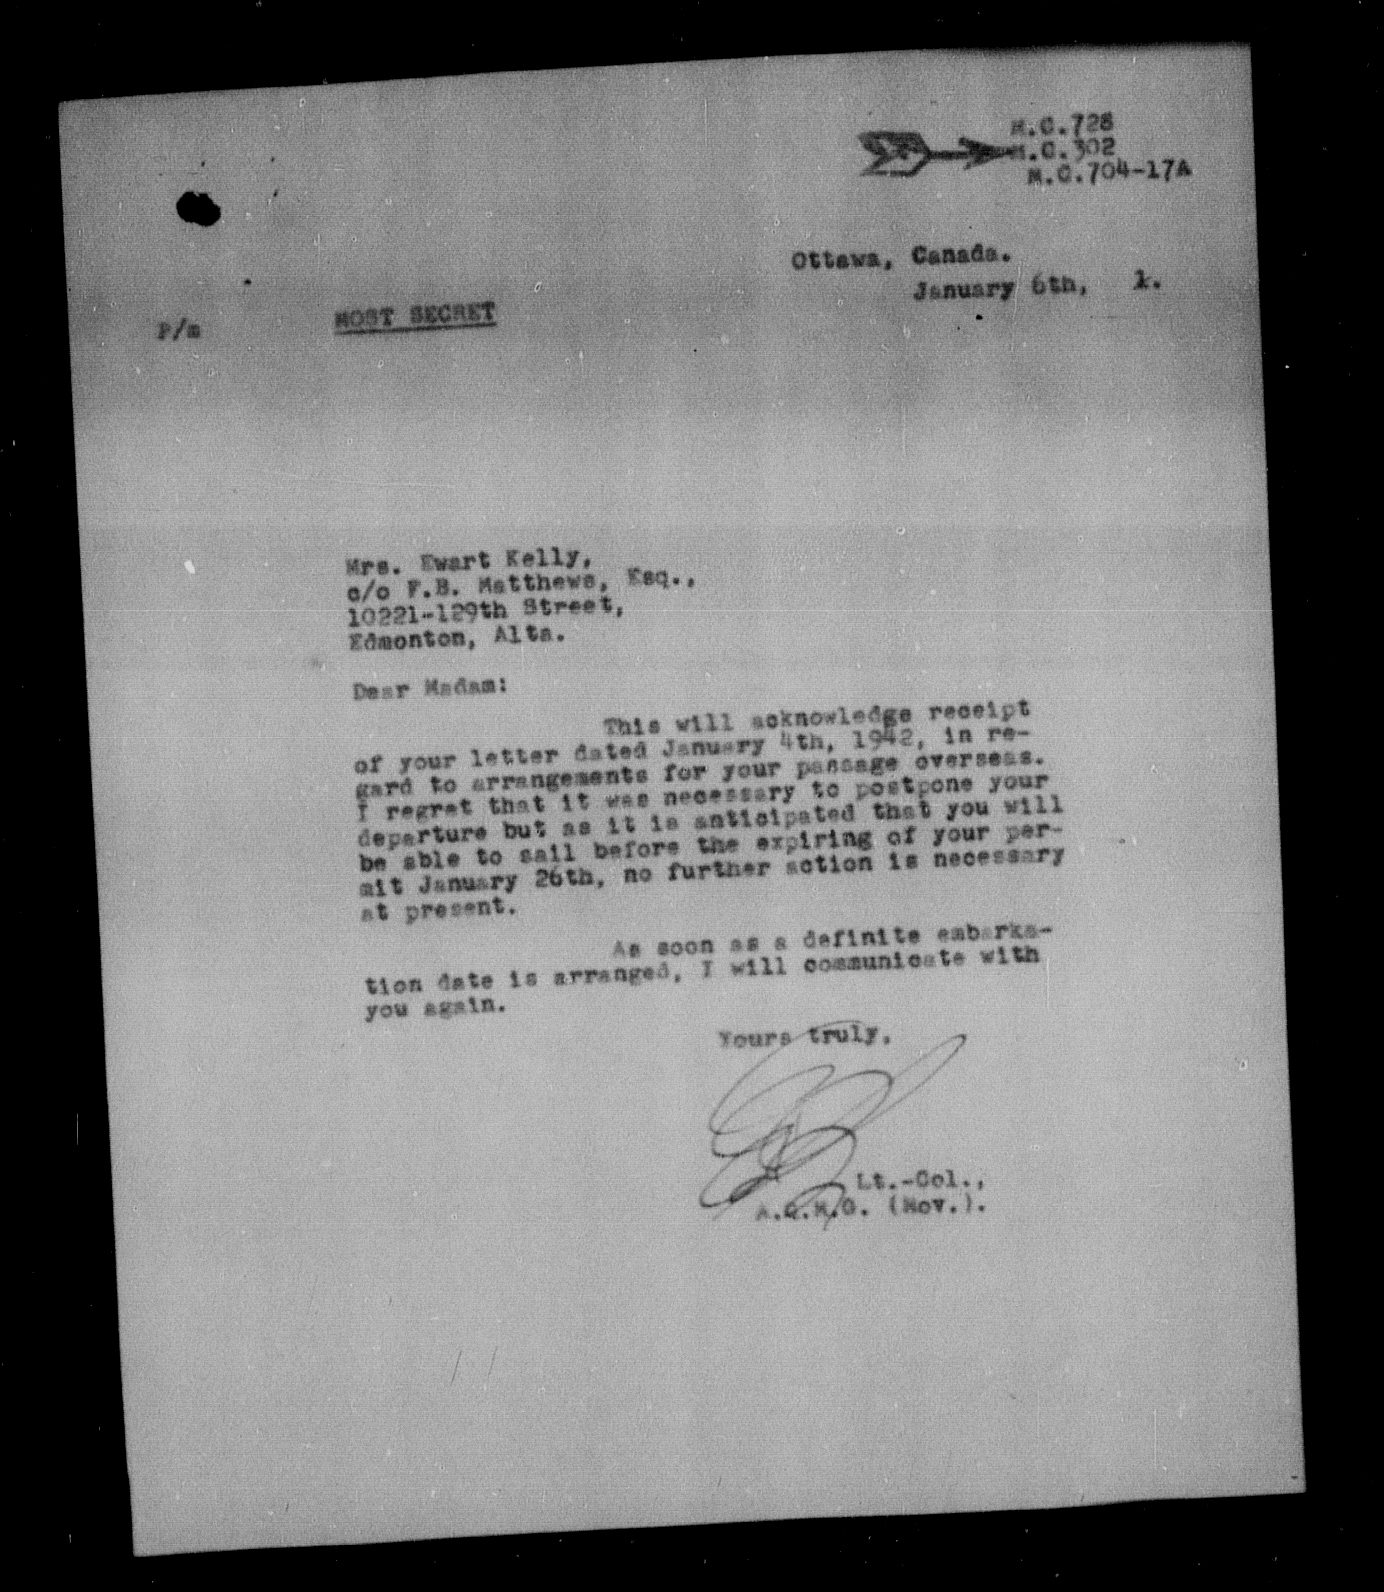 M.C.728
M.C.302
M.C.704-17A
Ottawa, Canada.
January 6th, 1.
P/m
MOST SECRET
Mrs. Ewart Kelly,
c/o F.B. Matthews, Esq.,
10221-129th Street,
Edmonton, Alta.
Dear Madam:
This will acknowledge receipt
of your letter dated January 4th, 1942, in re-
gard to arrangements for your passage overseas.
I regret that it was necessary to postpone your
departure but as it is anticipated that you will
be able to sail before the expiring of your per-
mit January 26th, no further action is necessary
at present.
As soon as a definite embarka-
tion date is arranged, I will communicate with
you again.
Yours truly,
Lt.-Col.,
A.Q.M.G. (Mov.).